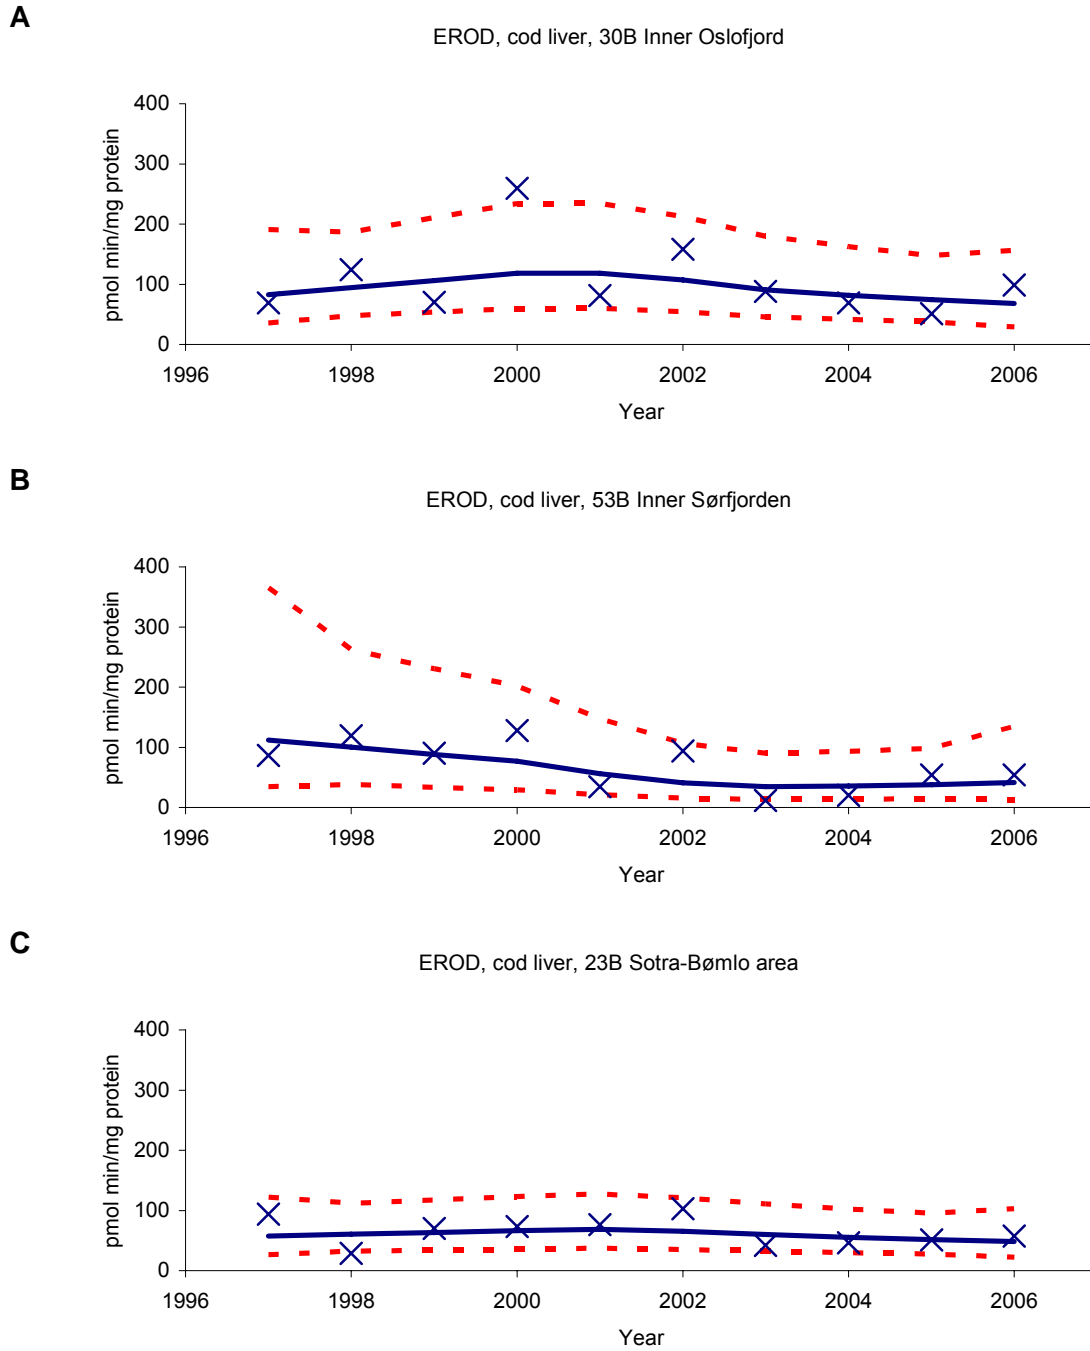 A
EROD, cod liver, 30B Inner Oslofjord
pmol min/mg protein
400
300
200
100
0
1996 1998 2000 2002 2004 2006
Year
B
EROD, cod liver, 53B Inner Sørfjorden
pmol min/mg protein
400
300
200
100
0
1996 1998 2000 2002 2004 2006
Year
C
EROD, cod liver, 23B Sotra-Bømlo area
pmol min/mg protein
400
300
200
100
0
1996 1998 2000 2002 2004 2006
Year